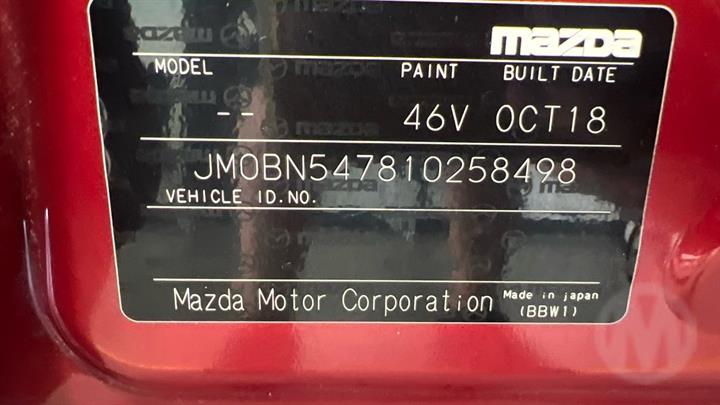 mazda
MODEL PAINT BUILT DATE
-- 46V OCT18
JM0BN547810258498
VEHICLE ID.NO.
Mazda Motor Corporation Made in japan
(BBW1)
M